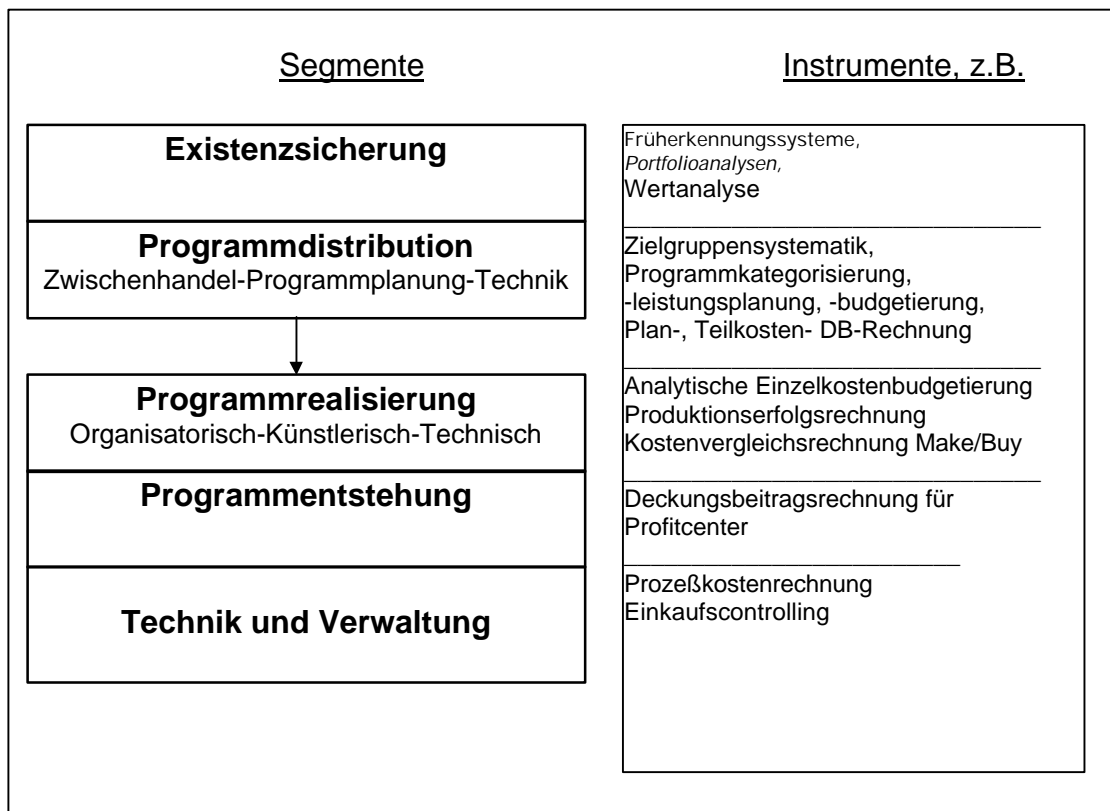 Segmente
Instrumente, z.B.
Existenzsicherung
Programmdistribution
Zwischenhandel-Programmplanung-Technik
Programmrealisierung
Organisatorisch-Künstlerisch-Technisch
Programmentstehung
Technik und Verwaltung
Früherkennungssysteme,
Portfolioanalysen,
Wertanalyse
Zielgruppensystematik,
Programmkategorisierung,
-leistungsplanung, -budgetierung,
Plan-, Teilkosten- DB-Rechnung
Analytische Einzelkostenbudgetierung
Produktionserfolgsrechnung
Kostenvergleichsrechnung Make/Buy
Deckungsbeitragsrechnung für
Profitcenter
Prozeßkostenrechnung
Einkaufscontrolling